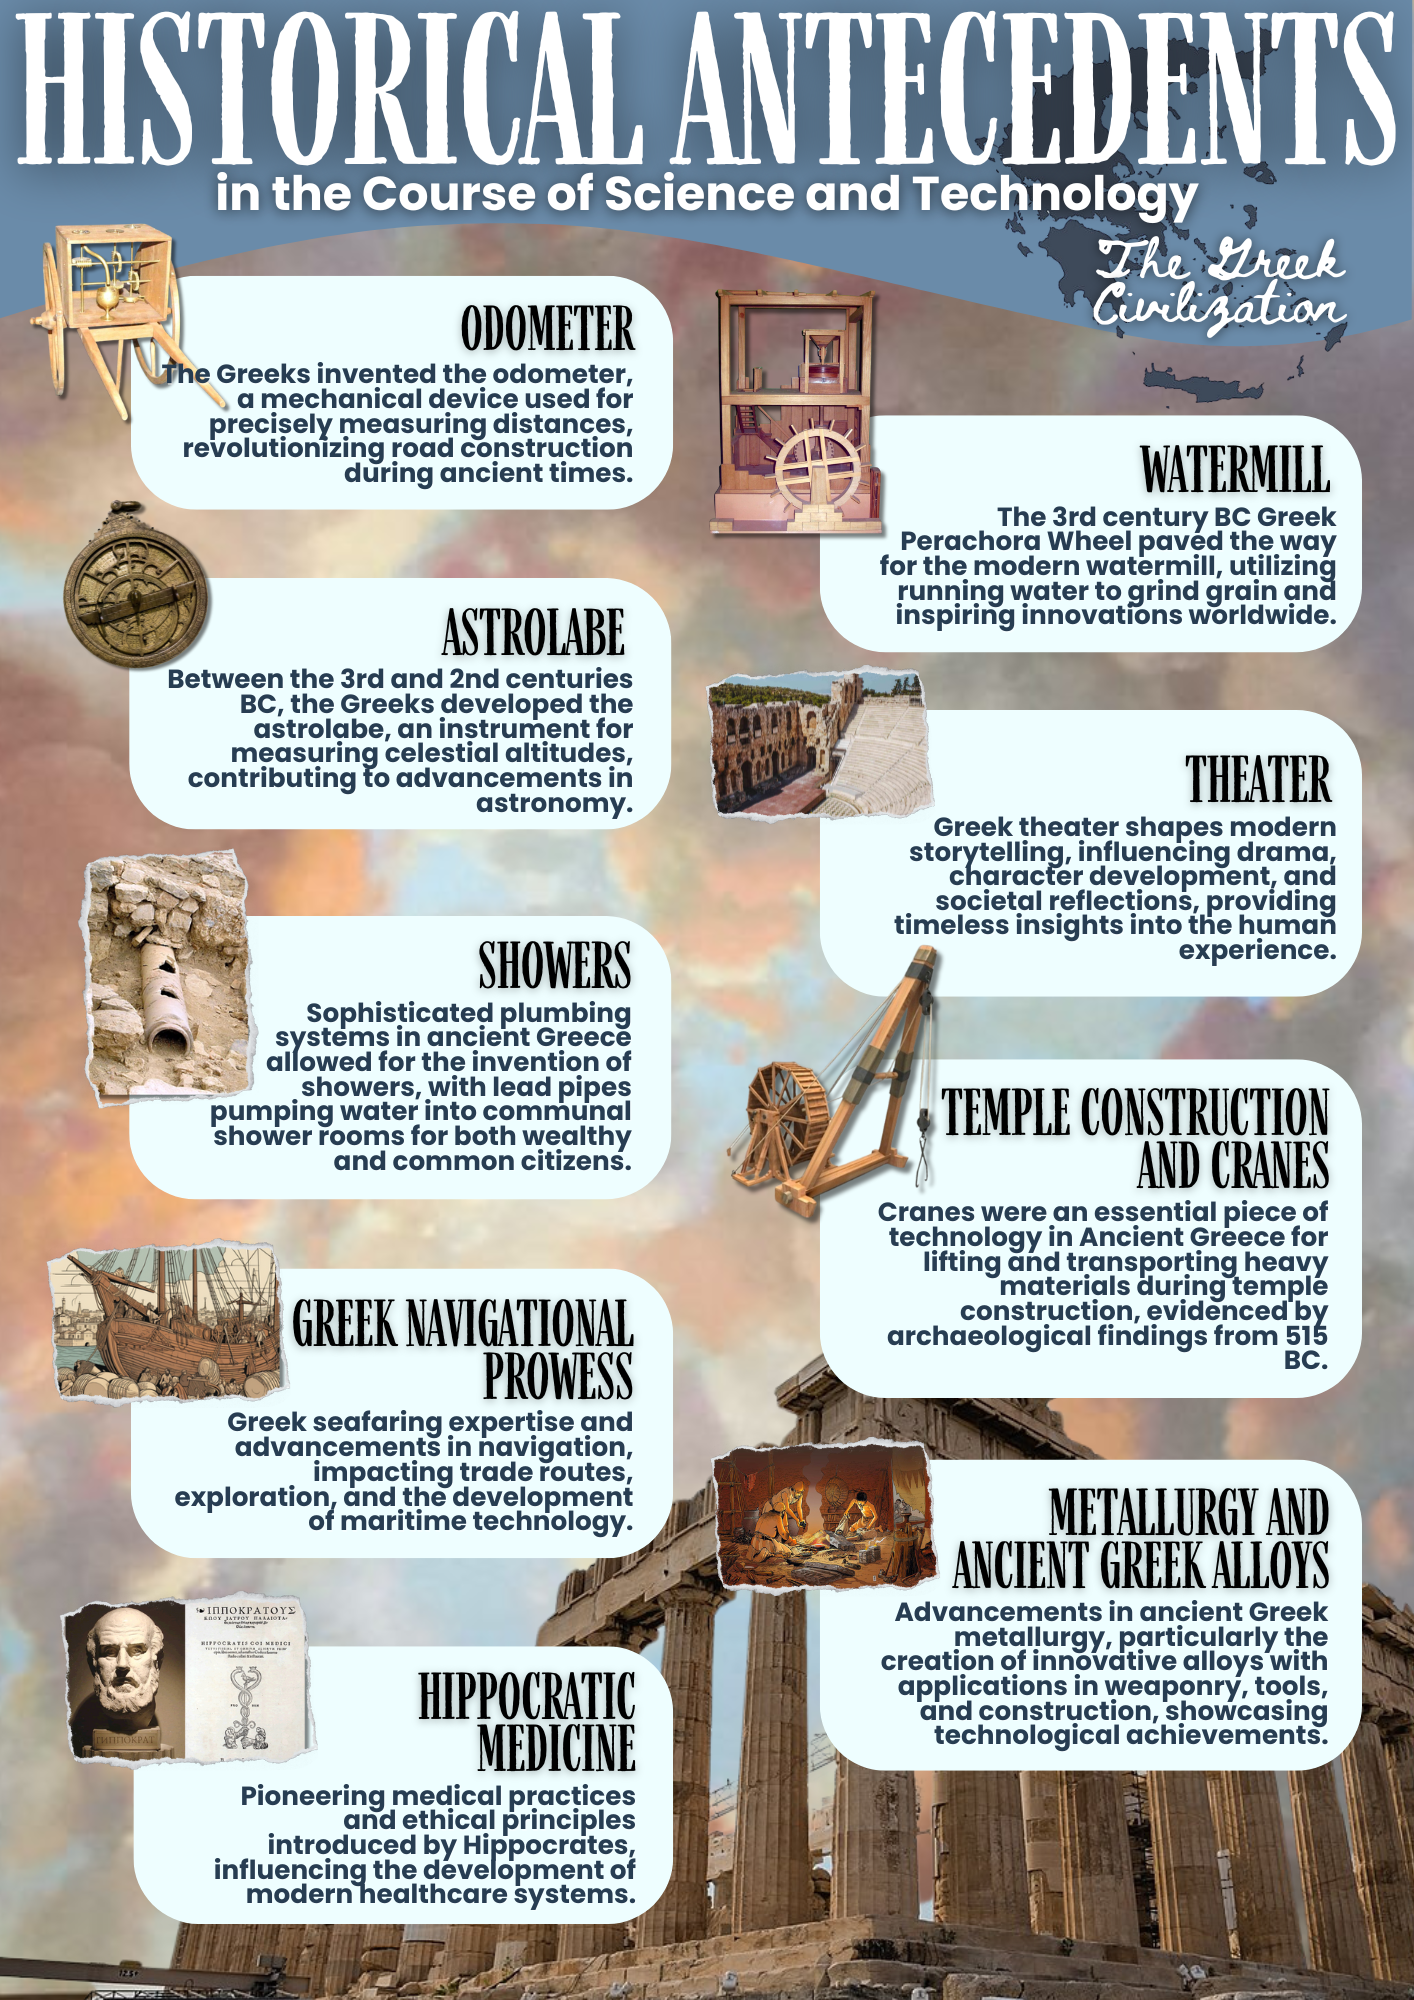 HISTORICAL ANTECEDENTS
in the Course of Science and Technology
The Greek
Civilization
ODOMETER
The Greeks invented the odometer,
a mechanical device used for
precisely measuring distances,
revolutionizing road construction
during ancient times.
WATERMILL
The 3rd century BC Greek
Perachora Wheel paved the way
for the modern watermill, utilizing
running water to grind grain and
inspiring innovations worldwide.
ASTROLABE
Between the 3rd and 2nd centuries
BC, the Greeks developed the
astrolabe, an instrument for
measuring celestial altitudes,
contributing to advancements in
astronomy.
THEATER
Greek theater shapes modern
storytelling, influencing drama,
character development, and
societal reflections, providing
timeless insights into the human
experience.
SHOWERS
Sophisticated plumbing
systems in ancient Greece
allowed for the invention of
showers, with lead pipes
pumping water into communal
shower rooms for both wealthy
and common citizens.
TEMPLE CONSTRUCTION
AND CRANES
Cranes were an essential piece of
technology in Ancient Greece for
lifting and transporting heavy
materials during temple
construction, evidenced by
archaeological findings from 515
BC.
GREEK NAVIGATIONAL
PROWESS
Greek seafaring expertise and
advancements in navigation,
impacting trade routes,
exploration, and the development
of maritime technology.
METALLURGY AND
ANCIENT GREEK ALLOYS
Advancements in ancient Greek
metallurgy, particularly the
creation of innovative alloys with
applications in weaponry, tools,
and construction, showcasing
technological achievements.
ΙΠΠΟΚΡΑΤΟΥΣ
HIPPOCRATIS COI MEDICI
HIPPOCRATIC
MEDICINE
Pioneering medical practices
and ethical principles
introduced by Hippocrates,
influencing the development of
modern healthcare systems.